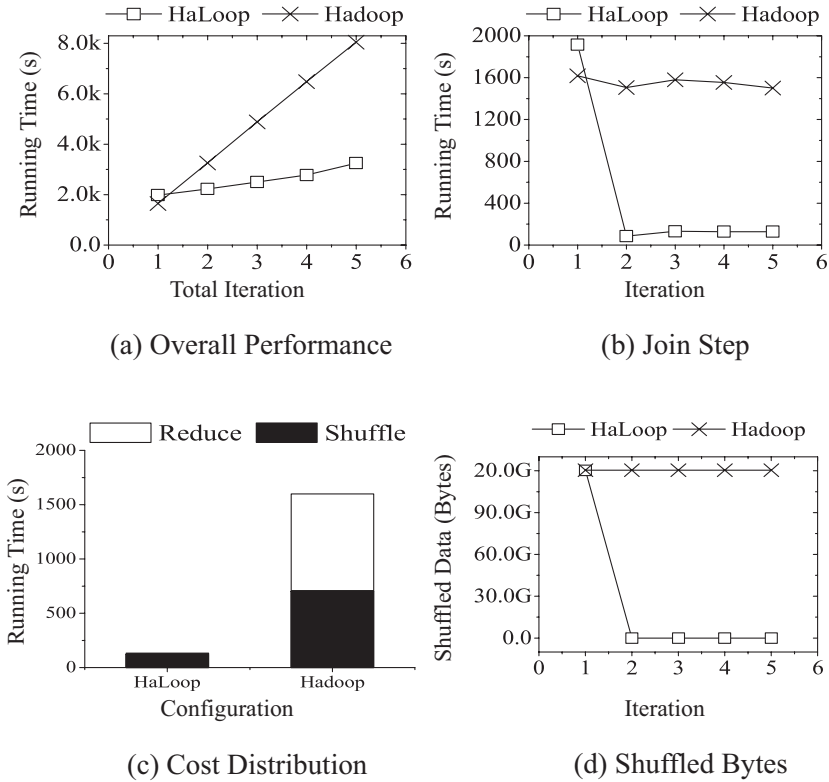 HaLoop Hadoop
8.0k
6.0k
4.0k
2.0k
0.0
0 1 2 3 4 5 6
Running Time (s)
Total Iteration
(a) Overall Performance
HaLoop Hadoop
2000
1600
1200
800
400
0
0 1 2 3 4 5 6
Running Time (s)
Iteration
(b) Join Step
Reduce Shuffle
2000
1500
1000
500
0
HaLoop Hadoop
Running Time (s)
Configuration
(c) Cost Distribution
HaLoop Hadoop
20.0G
90.0G
60.0G
30.0G
0.0
0 1 2 3 4 5 6
Shuffled Data (Bytes)
Iteration
(d) Shuffled Bytes